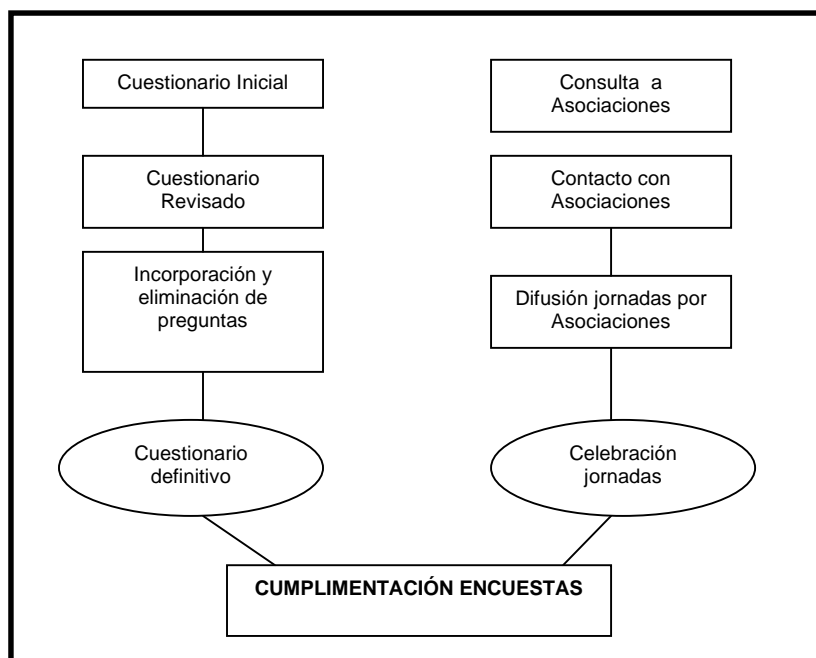 Cuestionario Inicial
Cuestionario
Revisado
Incorporación y
eliminación de
preguntas
Cuestionario
definitivo
Consulta a
Asociaciones
Contacto con
Asociaciones
Difusión jornadas por
Asociaciones
Celebración
jornadas
CUMPLIMENTACIÓN ENCUESTAS